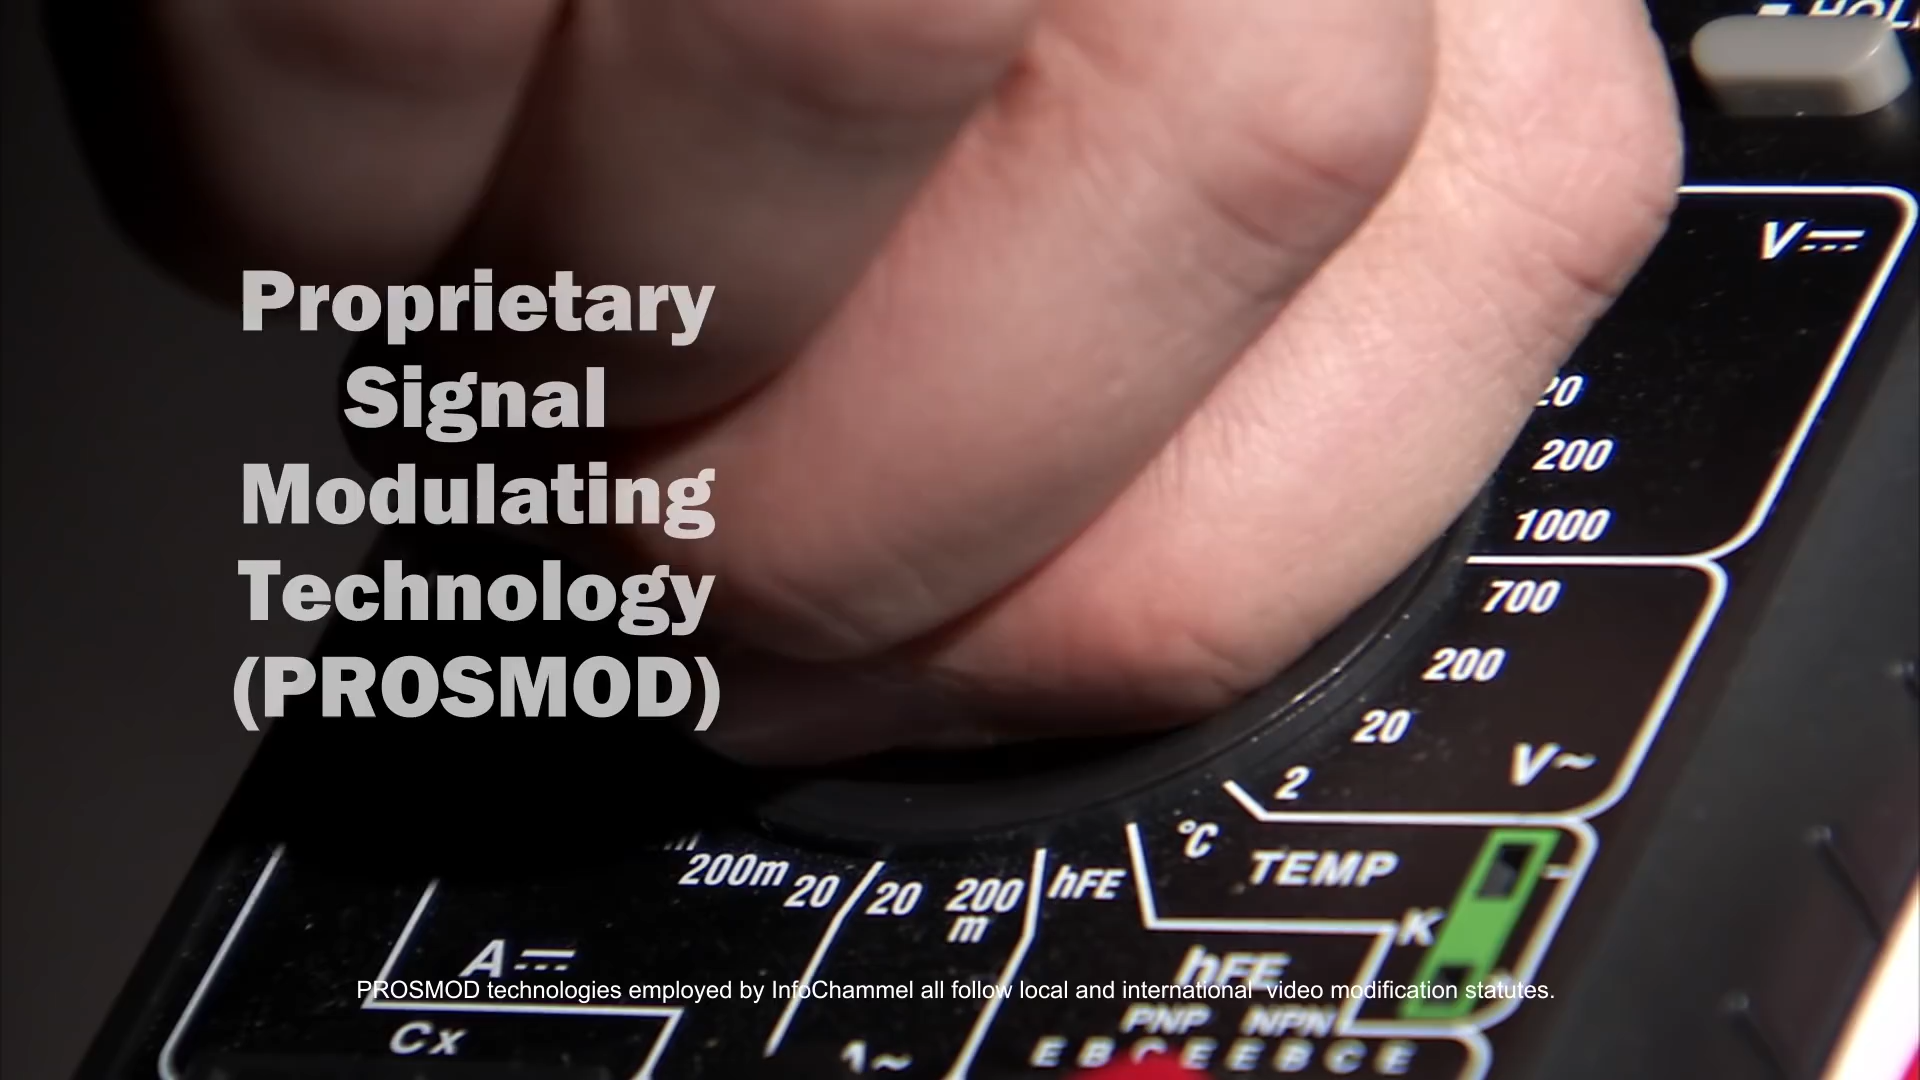 HOL
V
Proprietary
Signal
Modulating
Technology
(PROSMOD)
20
200
1000
700
200
20
2
V~
°C
TEMP
200m 20 20 200 hFE
m
K
A
hFE
PROSMOD technologies employed by InfoChammel all follow local and international  video modification statutes.
PNP NPN
Cx
E B C E E B C E